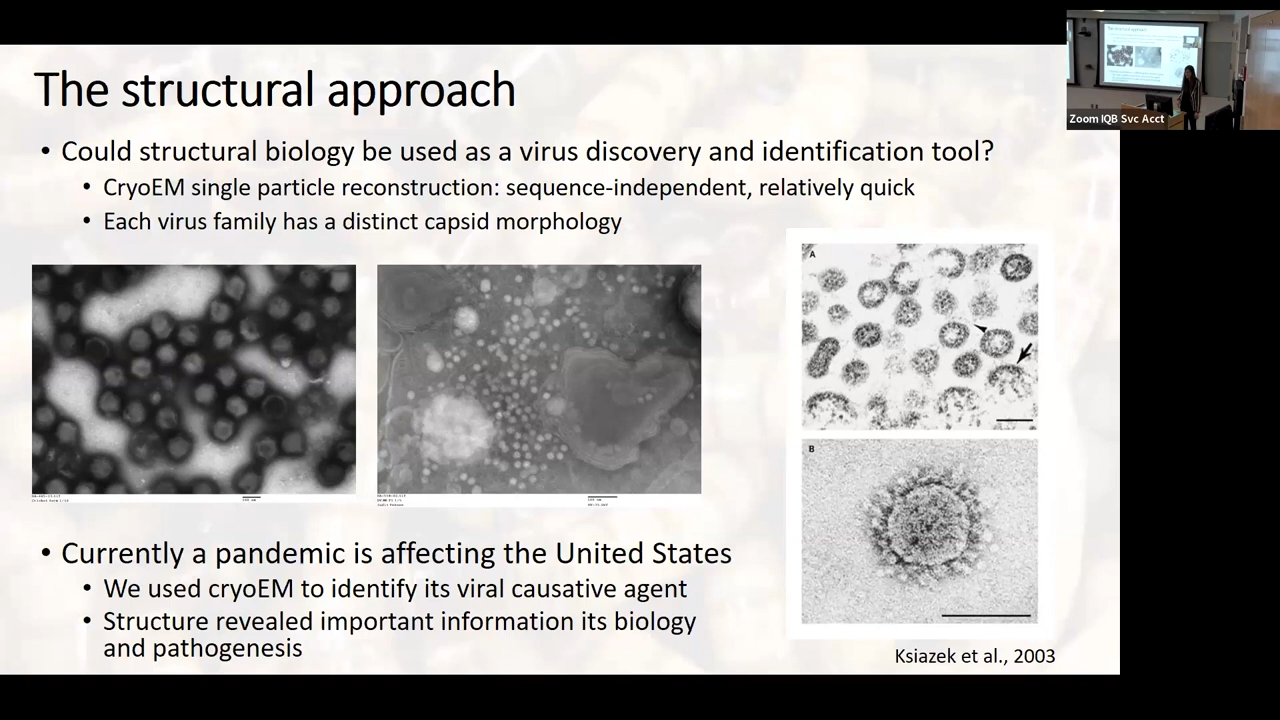 The structural approach
• Could structural biology be used as a virus discovery and identification tool?
• CryoEM single particle reconstruction: sequence-independent, relatively quick
• Each virus family has a distinct capsid morphology
A
B
• Currently a pandemic is affecting the United States
• We used cryoEM to identify its viral causative agent
• Structure revealed important information its biology
and pathogenesis
Ksiazek et al., 2003
Zoom IQB Svc Acct